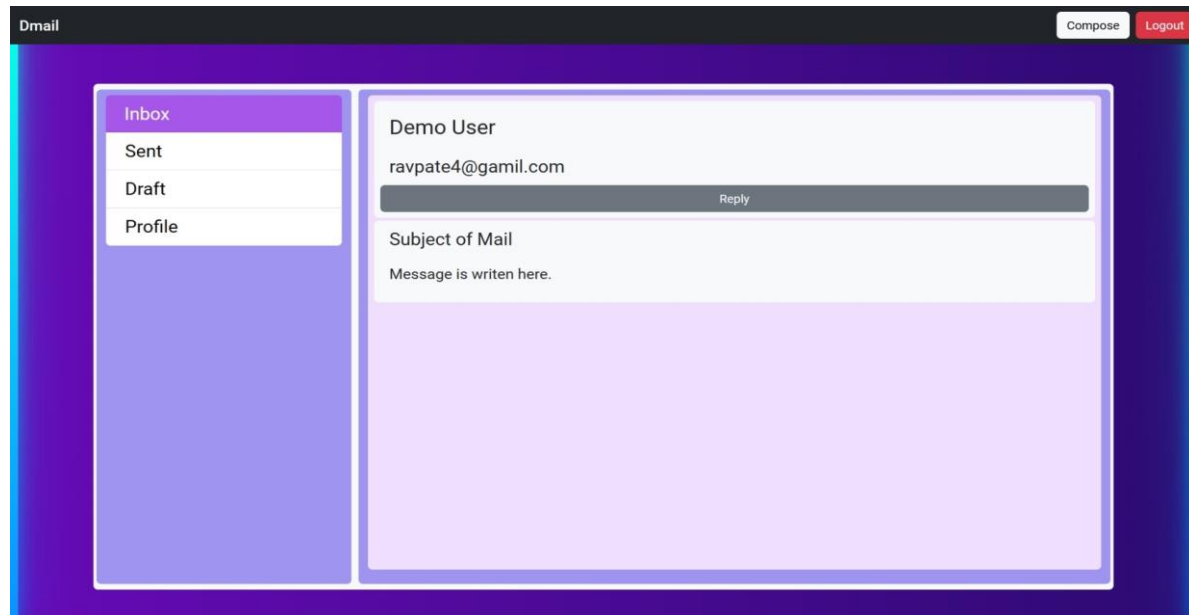 Dmail
Compose
Logout
Inbox
Sent
Draft
Profile
Demo User
ravpate4@gamil.com
Reply
Subject of Mail
Message is writen here.